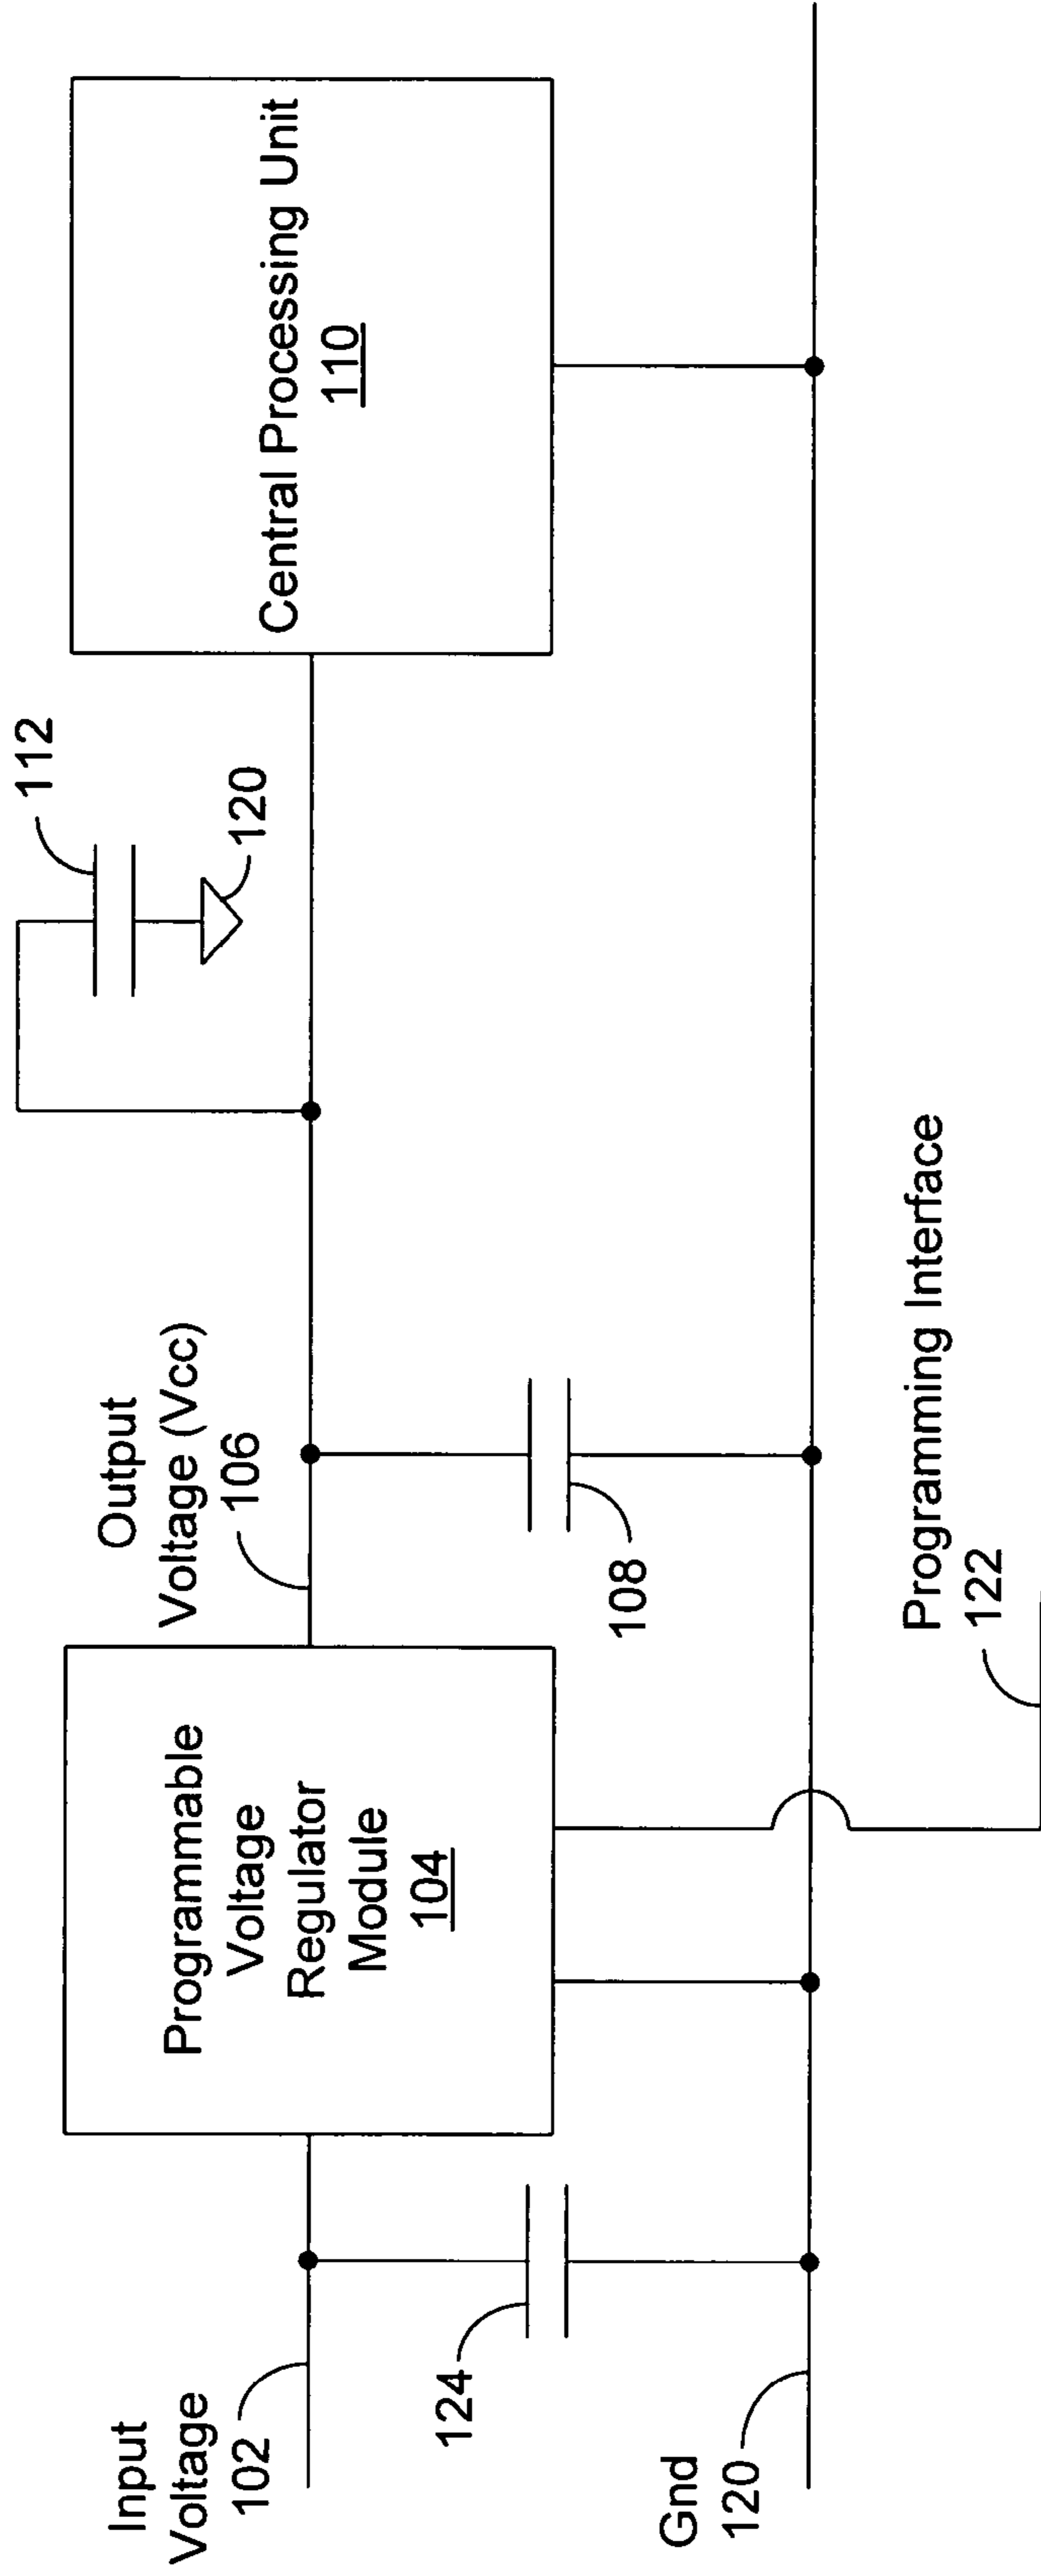 Input
Voltage
102
124
Gnd
120
Programmable
Voltage
Regulator
Module
104
Output
Voltage (Vcc)
106
108
Programming Interface
122
112
120
Central Processing Unit
110